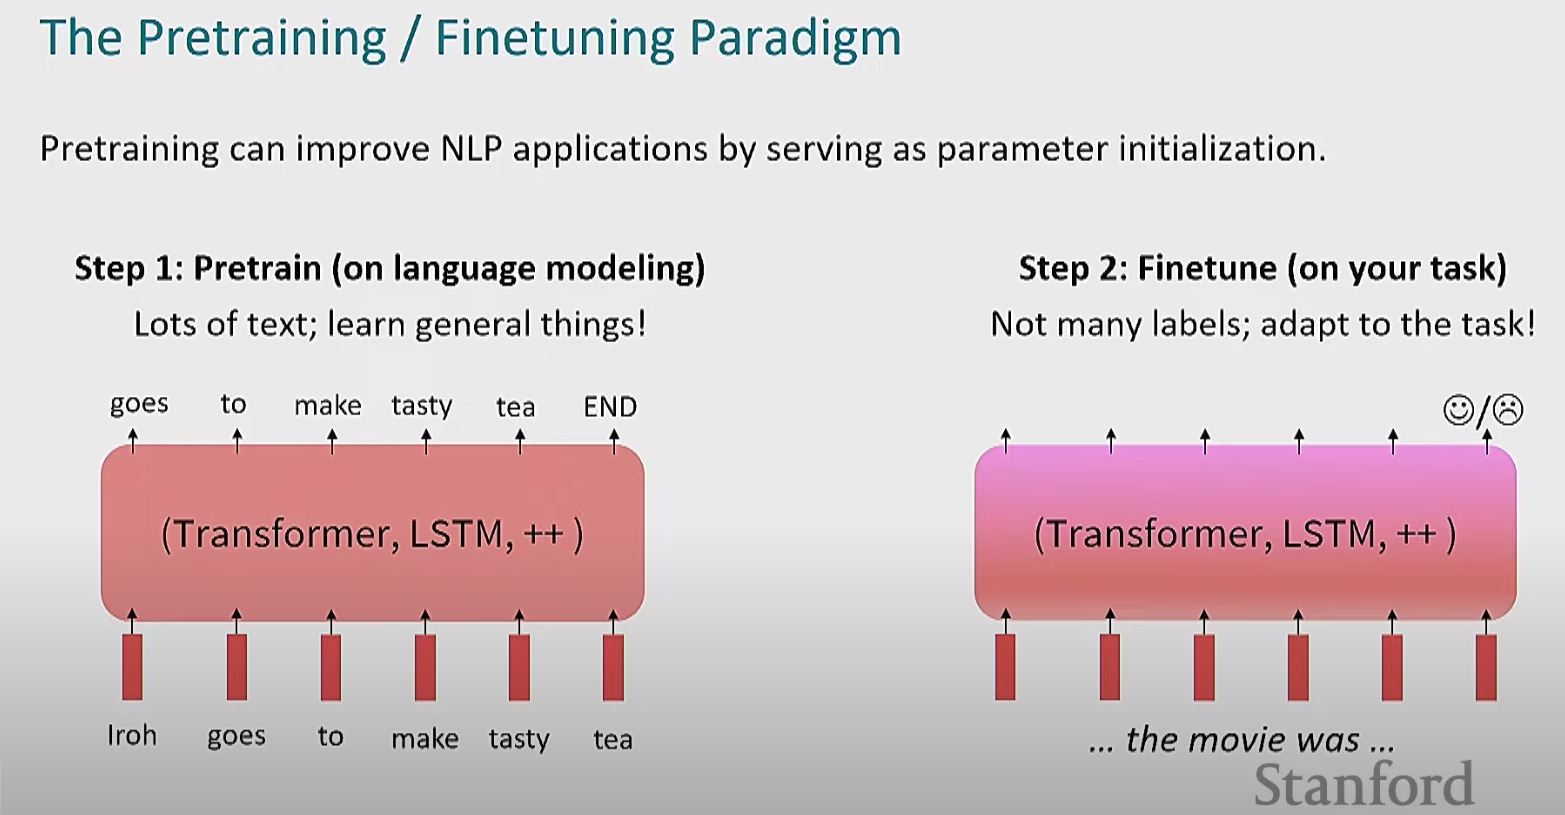 The Pretraining / Finetuning Paradigm
Pretraining can improve NLP applications by serving as parameter initialization.
Step 1: Pretrain (on language modeling)
Lots of text; learn general things!
goes to make tasty tea END
(Transformer, LSTM, ++ )
Iroh goes to make tasty tea
Step 2: Finetune (on your task)
Not many labels; adapt to the task!
☺/☹
(Transformer, LSTM, ++ )
... the movie was ...
Stanford